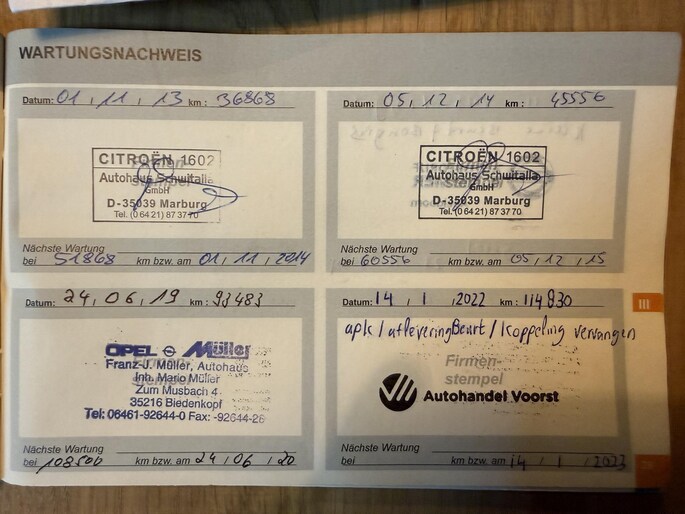 WARTUNGSNACHWEIS
Datum: 01, 11, 13 km: 36868
Firmen-
stempel
CITROËN 1602
Autohaus Schwitalla
GmbH
D-35039 Marburg
Tel. (0 64 21) 87 37 70
Nächste Wartung
bei 51868 km bzw. am 01, 11, 2014
Datum: 05, 12, 14 km: 45556
Firmen-
stempel
CITROËN 1602
Autohaus Schwitalla
GmbH
D-35039 Marburg
Tel. (0 64 21) 87 37 70
Nächste Wartung
bei 60556 km bzw. am 05, 12, 15
Datum: 24, 06, 19 km: 93483
OPEL Müller
Franz-J. Müller, Autohaus
Inh. Mario Müller
Zum Musbach 4
35216 Biedenkopf
Tel: 06461-92644-0 Fax: -92644-26
Nächste Wartung
bei 108500 km bzw. am 24, 06, 20
Datum: 14, 1, 2022 km: 114930
apk / afleveringBeurt / koppeling vervangen
Firmen-
stempel
Autohandel Voorst
Nächste Wartung
bei km bzw. am 14, 1, 2023
III